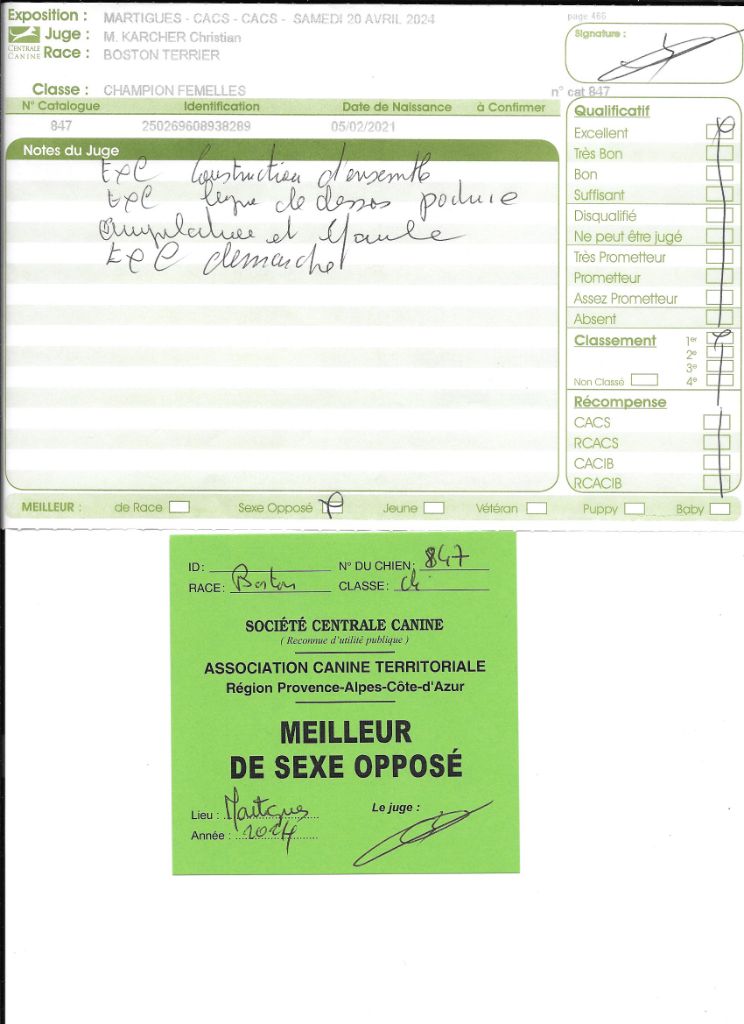 Exposition : MARTIGUES - CACS - CACS - SAMEDI 20 AVRIL 2024
page 466
Juge : M. KARCHER Christian
CENTRALE CANINE
Race : BOSTON TERRIER
Signature :
Classe : CHAMPION FEMELLES
n° cat 847
N° Catalogue Identification Date de Naissance à Confirmer
847 250269608938289 05/02/2021
Notes du Juge
Exc Construction d'ensemble
Exc ligne de dessos poitrine
angulation et
Exc demarche
Qualificatif
Excellent
Très Bon
Bon
Suffisant
Disqualifié
Ne peut être jugé
Très Prometteur
Prometteur
Assez Prometteur
Absent
Classement 1er
2e
3e
Non Classé 4e
Récompense
CACS
RCACS
CACIB
RCACIB
MEILLEUR : de Race Sexe Opposé Jeune Vétéran Puppy Baby
ID: N° DU CHIEN: 847
RACE: Boston CLASSE: Ch
SOCIÉTÉ CENTRALE CANINE
( Reconnue d'utilité publique )
ASSOCIATION CANINE TERRITORIALE
Région Provence-Alpes-Côte-d'Azur
MEILLEUR
DE SEXE OPPOSÉ
Lieu : Martigues
Le juge :
Année : 2024